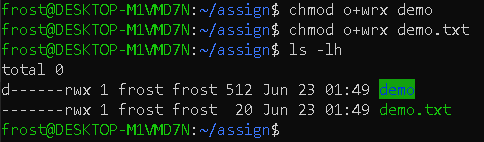 frost@DESKTOP-M1VMD7N:~/assign$ chmod o+wrx demo
frost@DESKTOP-M1VMD7N:~/assign$ chmod o+wrx demo.txt
frost@DESKTOP-M1VMD7N:~/assign$ ls -lh
total 0
d------rwx 1 frost frost 512 Jun 23 01:49 demo
-------rwx 1 frost frost  20 Jun 23 01:49 demo.txt
frost@DESKTOP-M1VMD7N:~/assign$